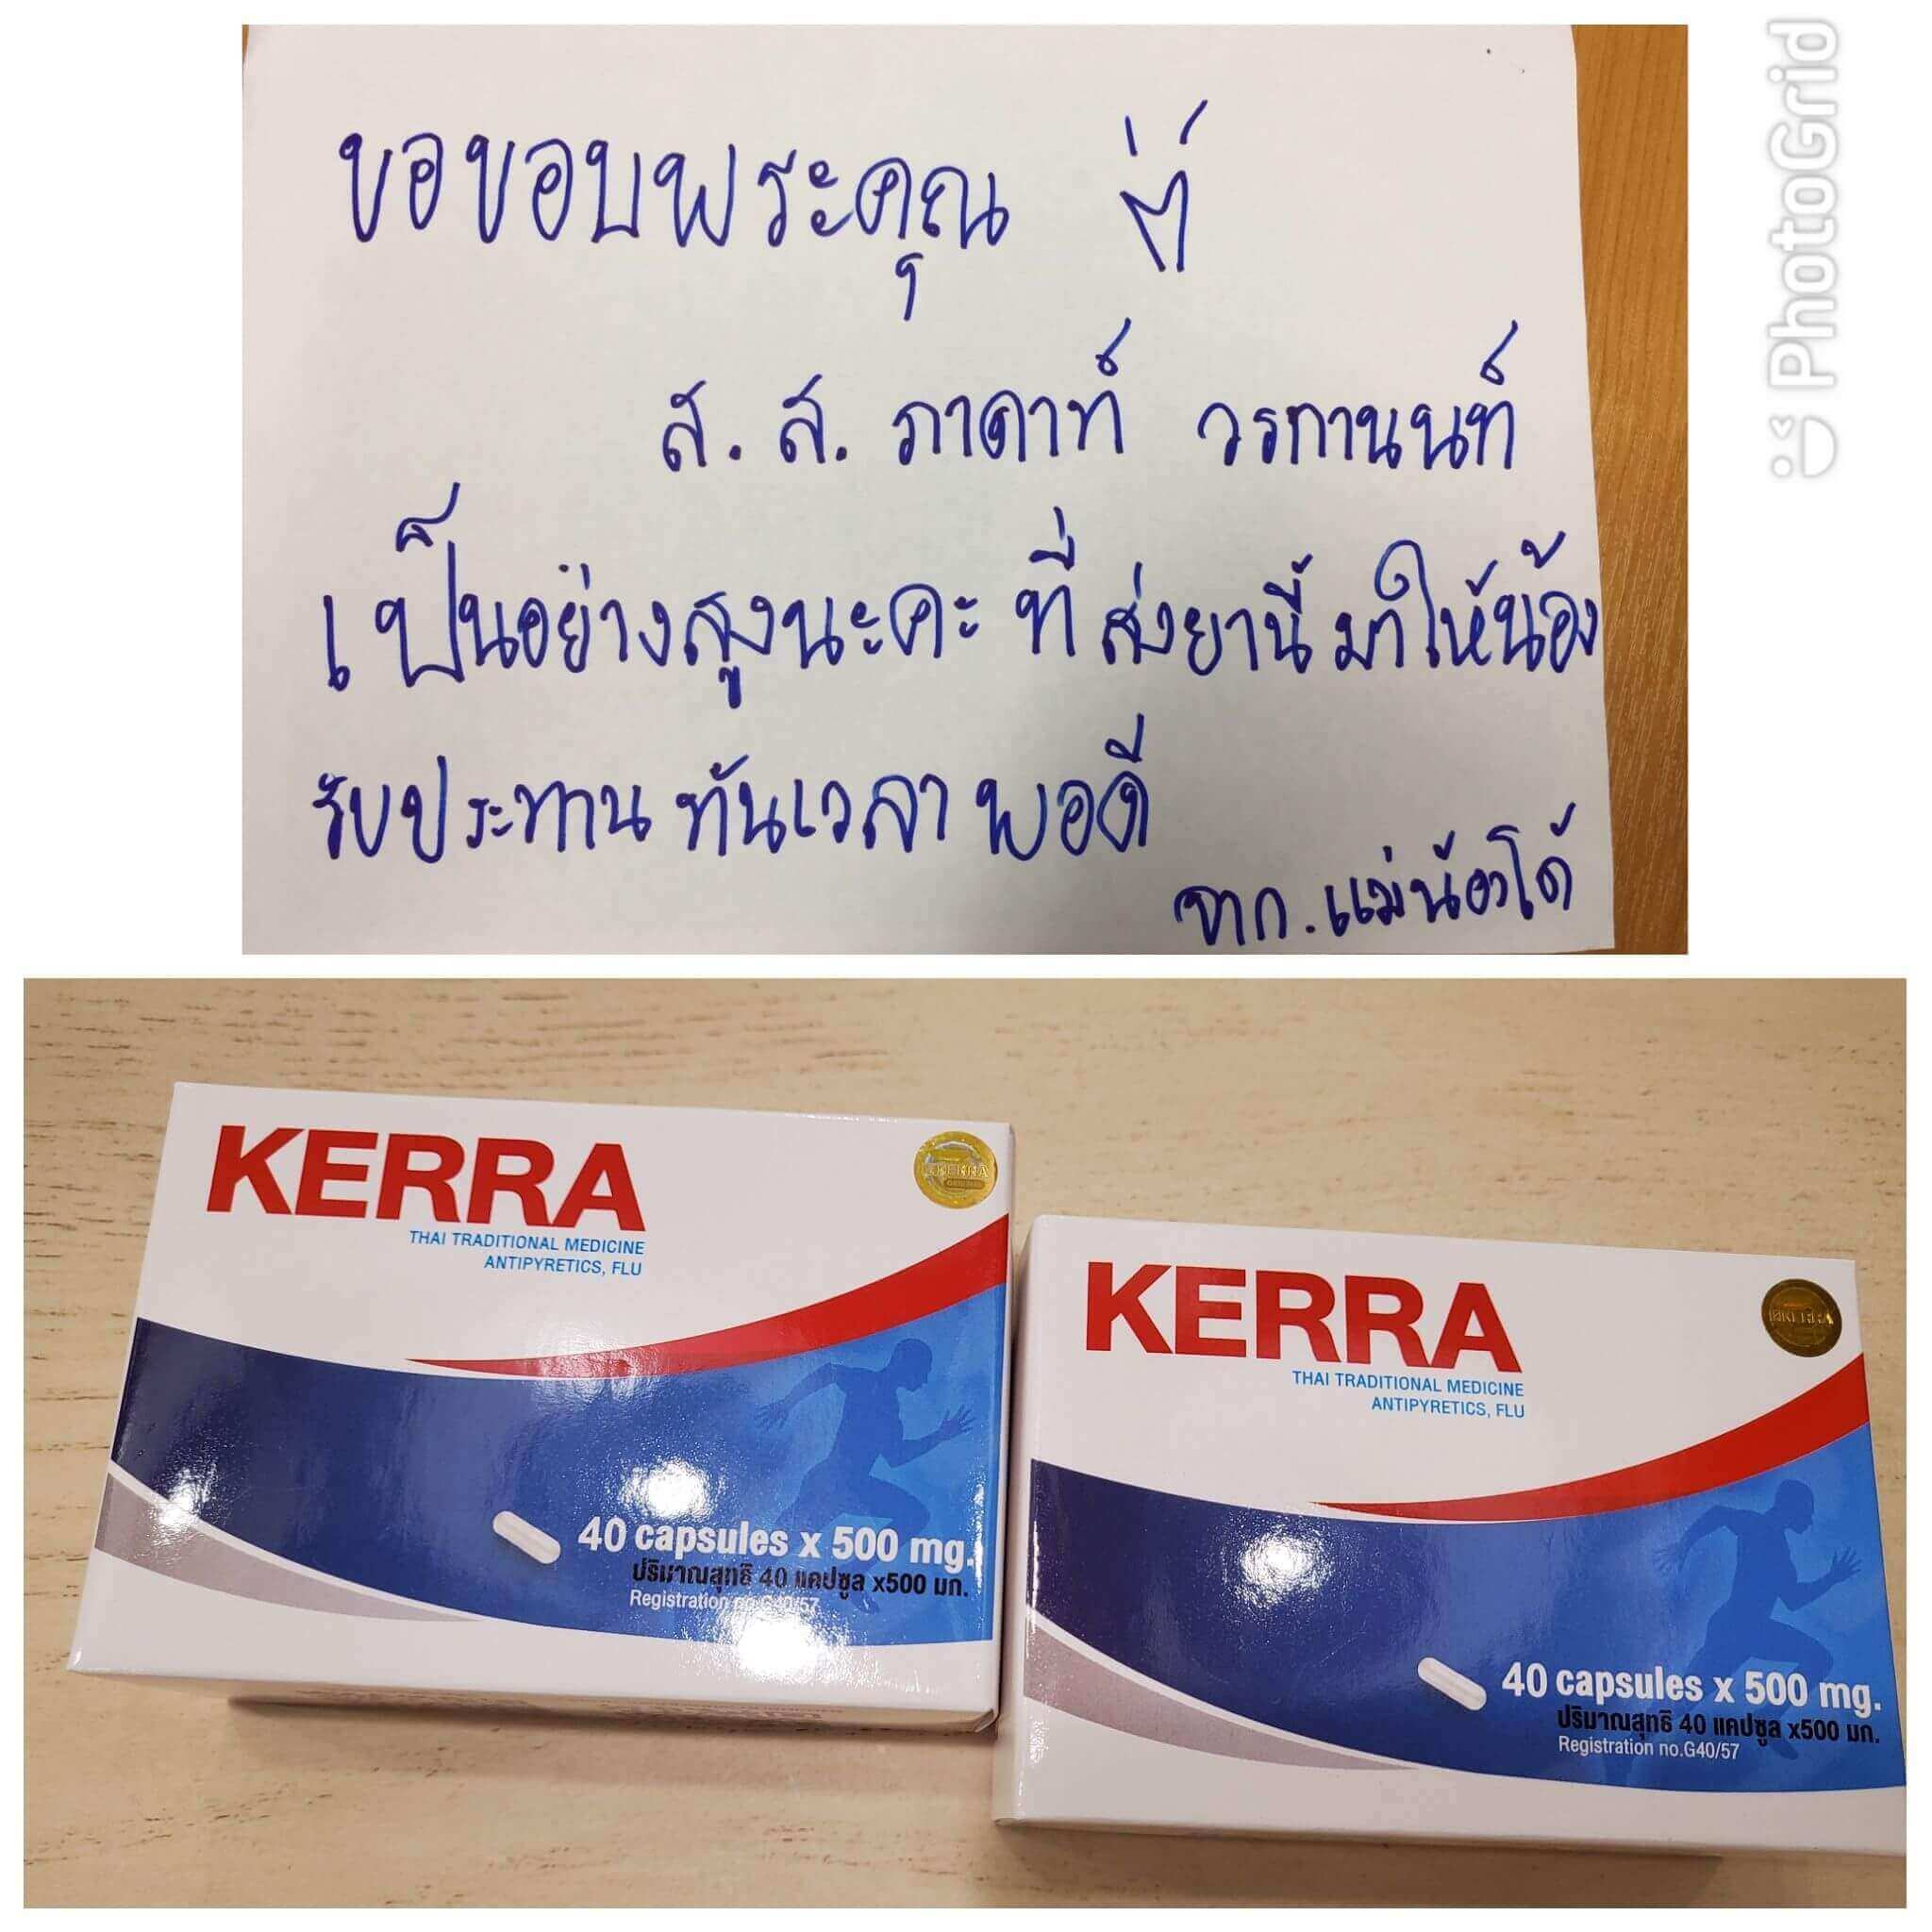 ขอขอบพระคุณ
ส.ส. ภาดาท์ วรกานนท์
เป็นอย่างสูงนะคะ ที่ส่งยานี้มาให้น้อง
รับประทานทันเวลาพอดี
จาก.แม่น้องโด้
PhotoGrid
KERRA
THAI TRADITIONAL MEDICINE
ANTIPYRETICS, FLU
40 capsules x 500 mg.
ปริมาณสุทธิ 40 แคปซูล x500 มก.
Registration no.G40/57
KERRA
KERRA
THAI TRADITIONAL MEDICINE
ANTIPYRETICS, FLU
40 capsules x 500 mg.
ปริมาณสุทธิ 40 แคปซูล x500 มก.
Registration no.G40/57
KERRA